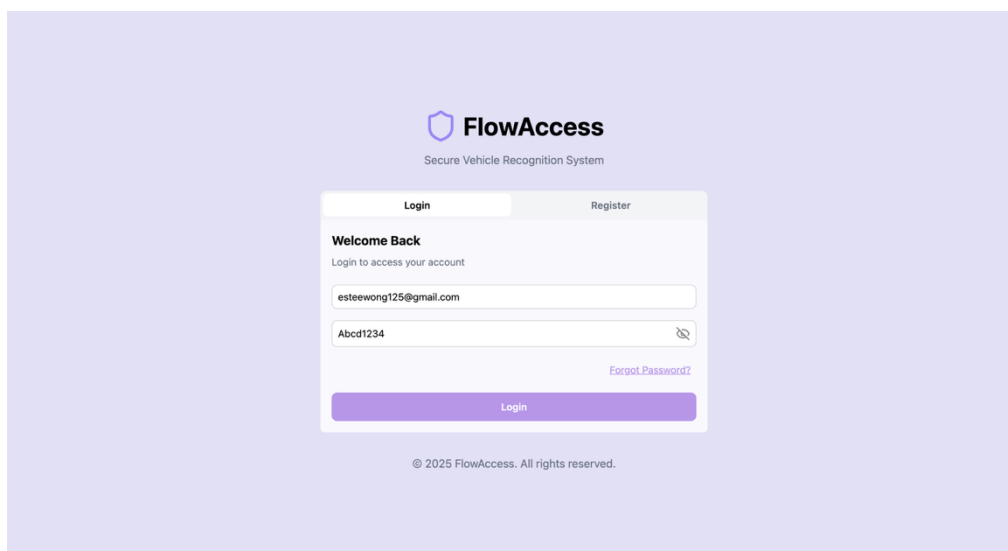 FlowAccess
Secure Vehicle Recognition System
Login Register
Welcome Back
Login to access your account
esteewong125@gmail.com
Abcd1234
Forgot Password?
Login
© 2025 FlowAccess. All rights reserved.